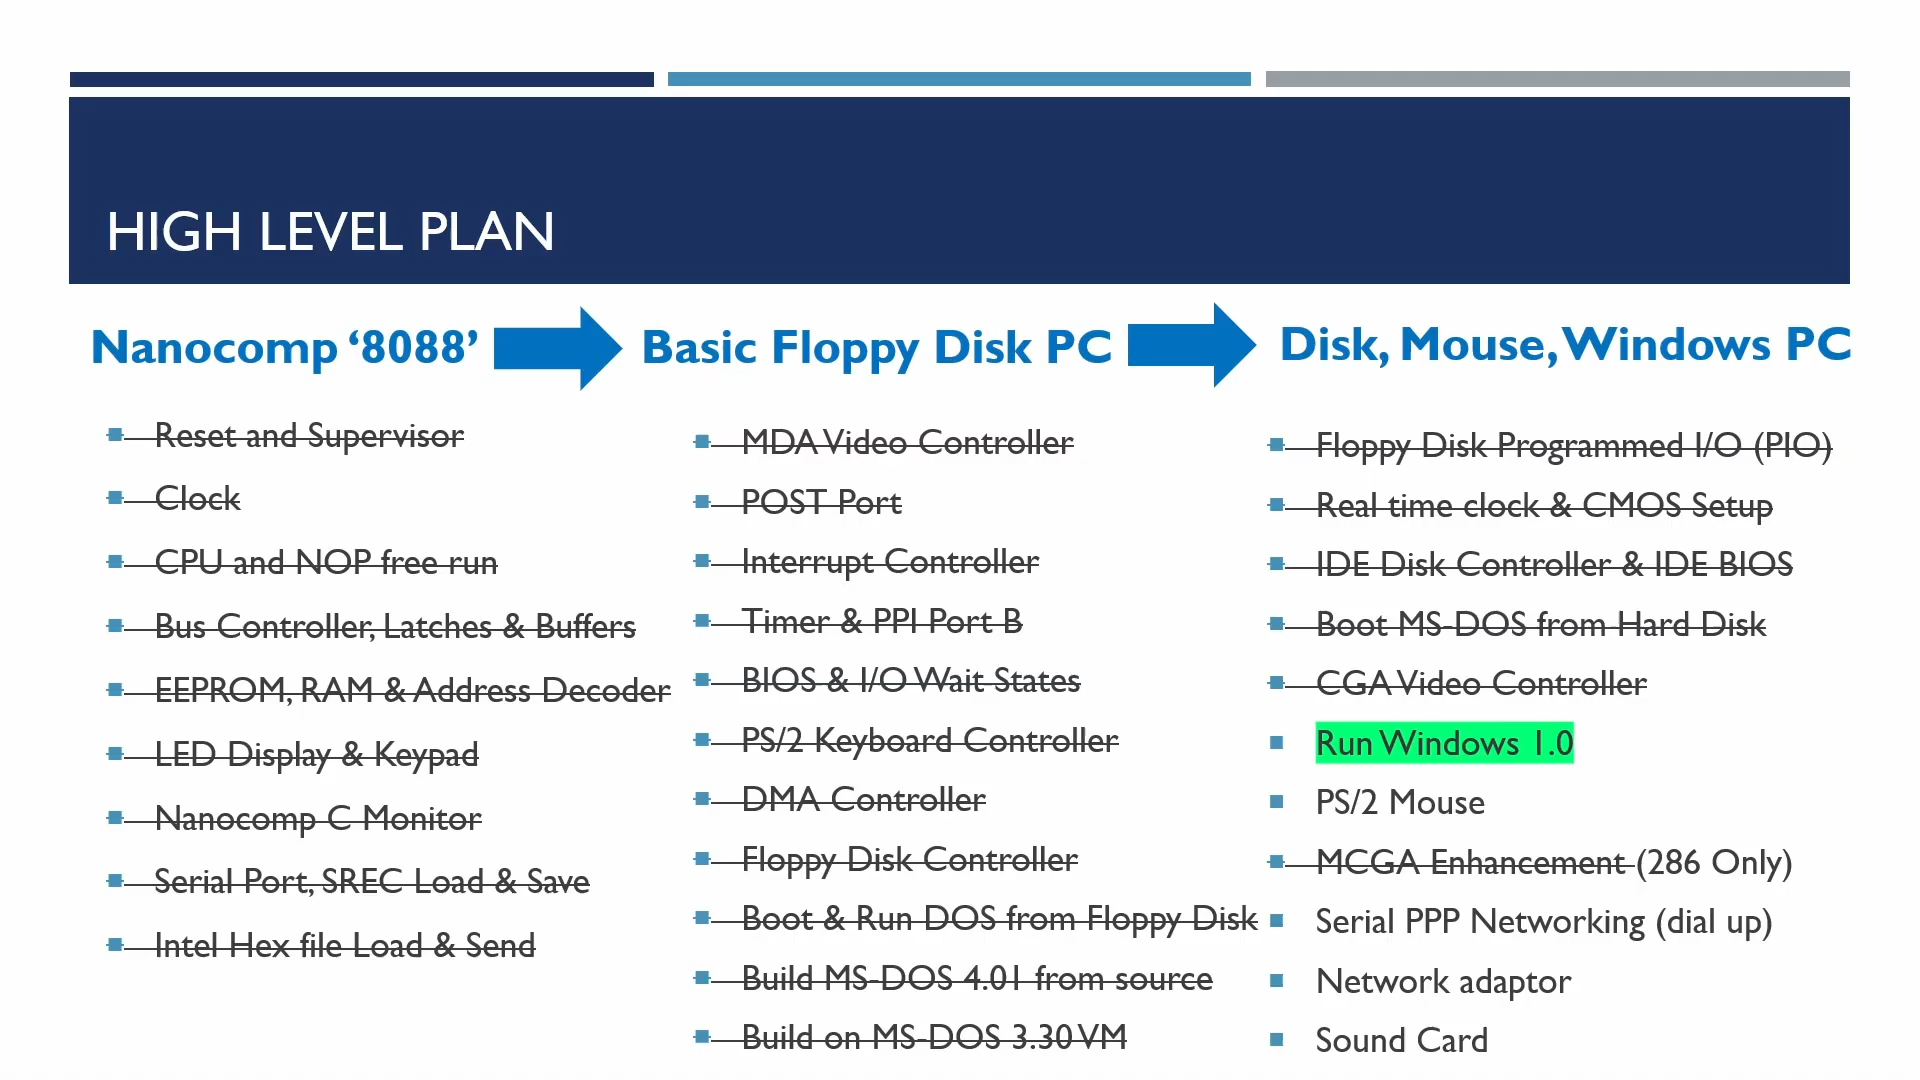 HIGH LEVEL PLAN
Nanocomp ‘8088’
Reset and Supervisor
Clock
CPU and NOP free run
Bus Controller, Latches & Buffers
EEPROM, RAM & Address Decoder
LED Display & Keypad
Nanocomp C Monitor
Serial Port, SREC Load & Save
Intel Hex file Load & Send
Basic Floppy Disk PC
MDA Video Controller
POST Port
Interrupt Controller
Timer & PPI Port B
BIOS & I/O Wait States
PS/2 Keyboard Controller
DMA Controller
Floppy Disk Controller
Boot & Run DOS from Floppy Disk
Build MS-DOS 4.01 from source
Build on MS-DOS 3.30 VM
Disk, Mouse, Windows PC
Floppy Disk Programmed I/O (PIO)
Real time clock & CMOS Setup
IDE Disk Controller & IDE BIOS
Boot MS-DOS from Hard Disk
CGA Video Controller
Run Windows 1.0
PS/2 Mouse
MCGA Enhancement (286 Only)
Serial PPP Networking (dial up)
Network adaptor
Sound Card